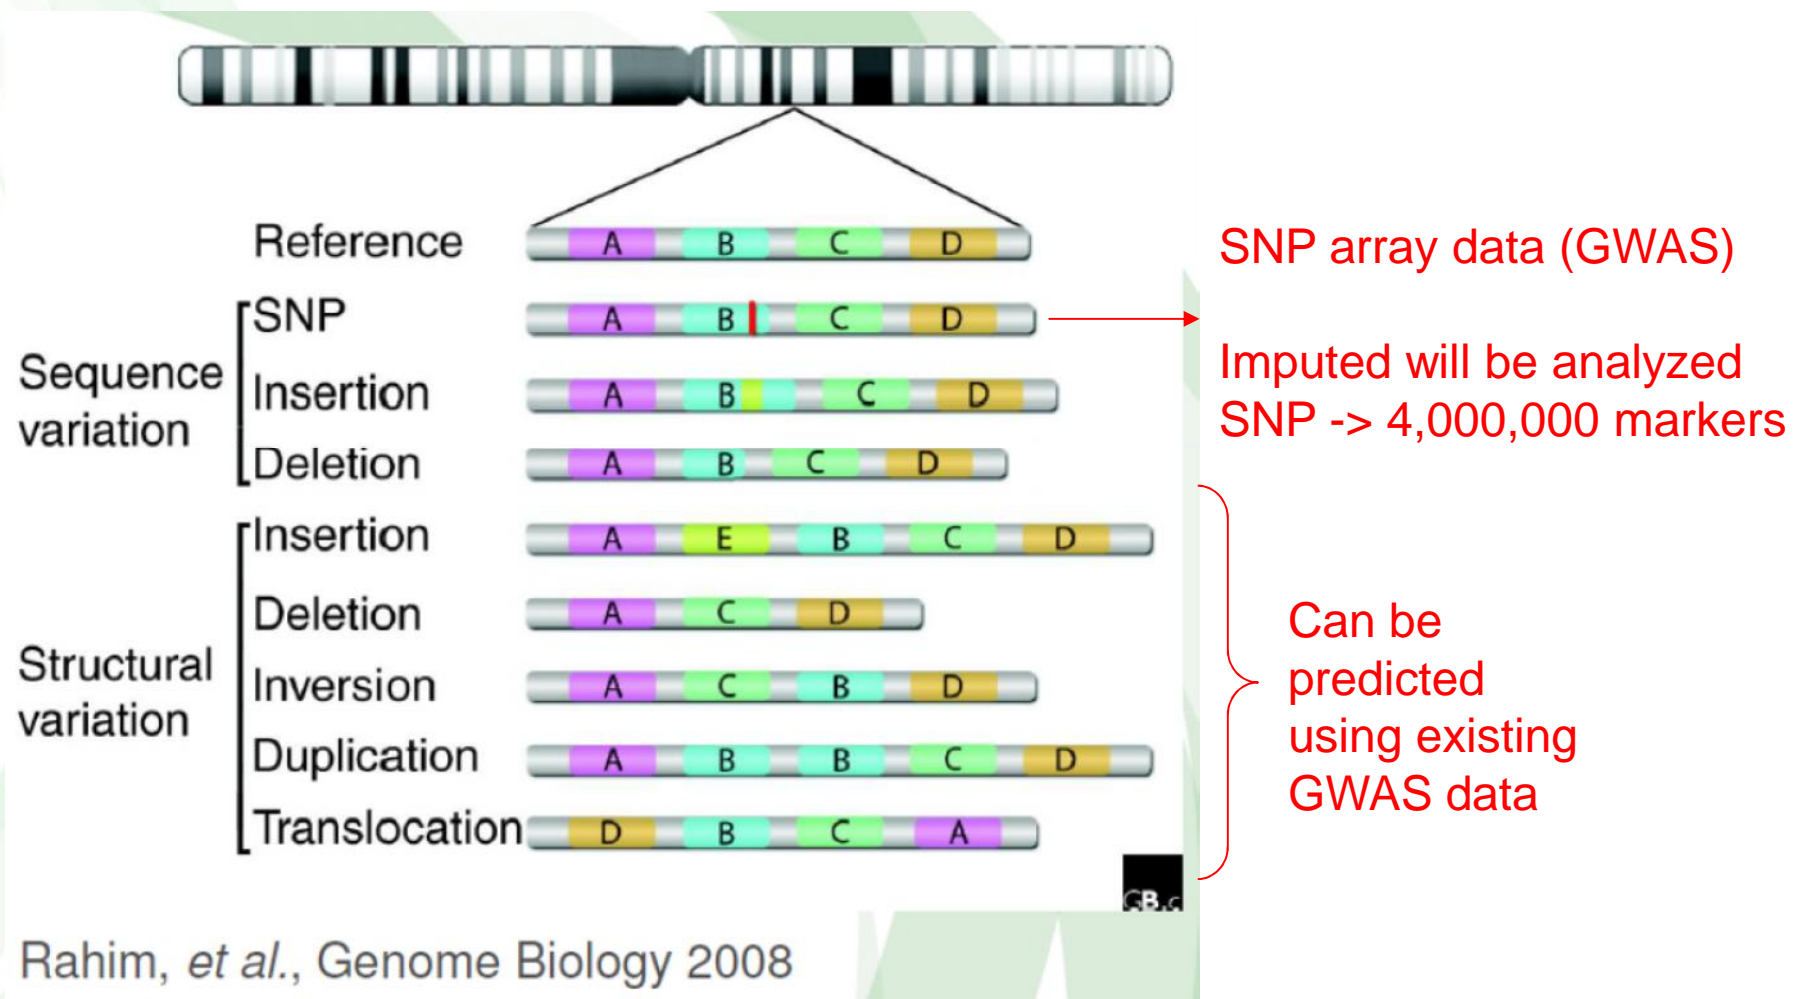 Reference
A B C D
SNP
A B C D
Insertion
A B C D
Deletion
A B C D
Sequence
variation
Insertion
A E B C D
Deletion
A C D
Inversion
A C B D
Duplication
A B B C D
Translocation
D B C A
Structural
variation
SNP array data (GWAS)
Imputed will be analyzed
SNP -> 4,000,000 markers
Can be
predicted
using existing
GWAS data
Rahim, et al., Genome Biology 2008